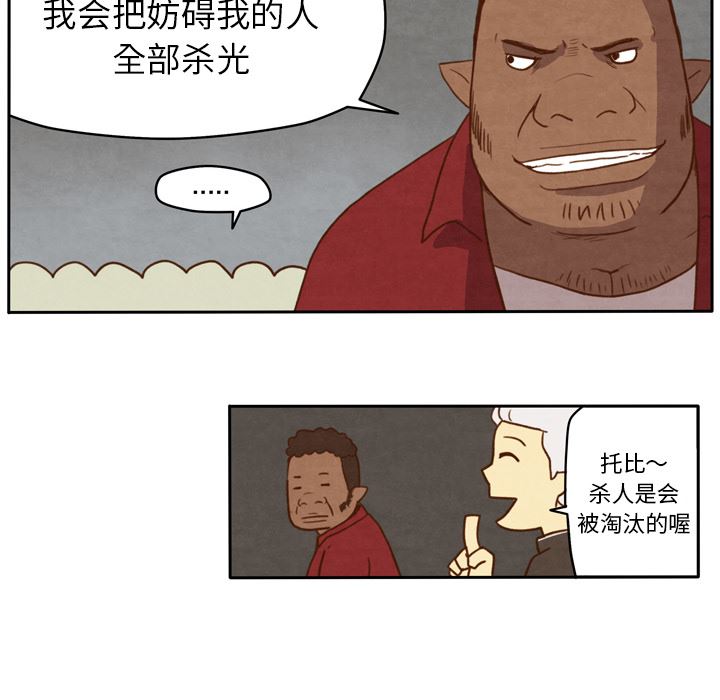 我会把妨碍我的人
全部杀光
.....
托比～
杀人是会
被淘汰的喔